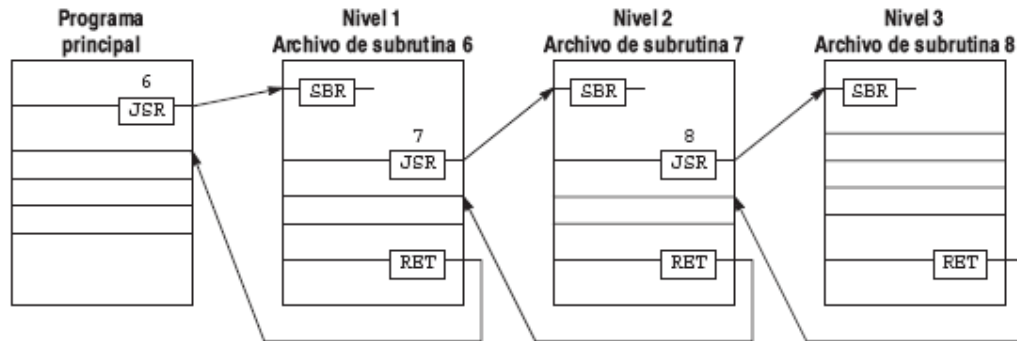 Programa
principal
Nivel 1
Archivo de subrutina 6
Nivel 2
Archivo de subrutina 7
Nivel 3
Archivo de subrutina 8
6
JSR
SBR
7
JSR
RET
SBR
8
JSR
RET
SBR
RET